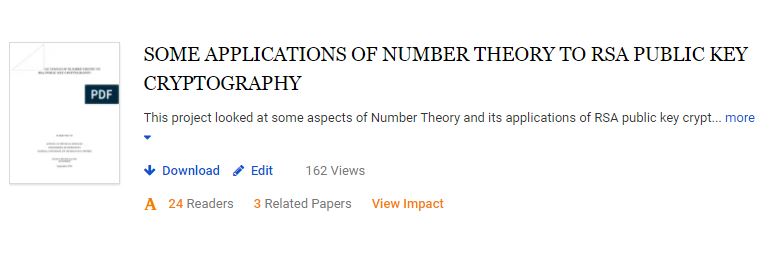 SOME APPLICATIONS OF NUMBER THEORY TO RSA PUBLIC KEY
CRYPTOGRAPHY
PDF
This project looked at some aspects of Number Theory and its applications of RSA public key crypt... more
Download Edit 162 Views
A 24 Readers 3 Related Papers View Impact